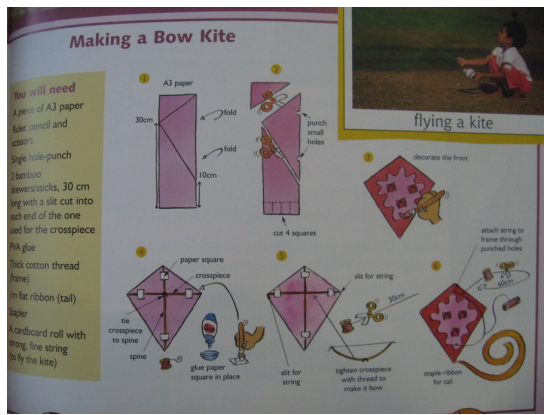 Making a Bow Kite
You will need
A piece of A3 paper
Ruler, pencil and
scissors
Single hole-punch
2 bamboo
skewers/sticks, 30 cm
long with a slit cut into
each end of the one
used for the crosspiece
PVA glue
Thick cotton thread
(frame)
1m flat ribbon (tail)
Stapler
A cardboard roll with
strong, fine string
(to fly the kite)
1
A3 paper
30cm
fold
fold
10cm
2
punch
small
holes
cut 4 squares
flying a kite
3
decorate the front
4
paper square
crosspiece
tie
crosspiece
to spine
spine
glue paper
square in place
5
slit for string
30cm
slit for
string
tighten crosspiece
with thread to
make it bow
6
attach string to
frame through
punched holes.
60cm
staple ribbon
for tail